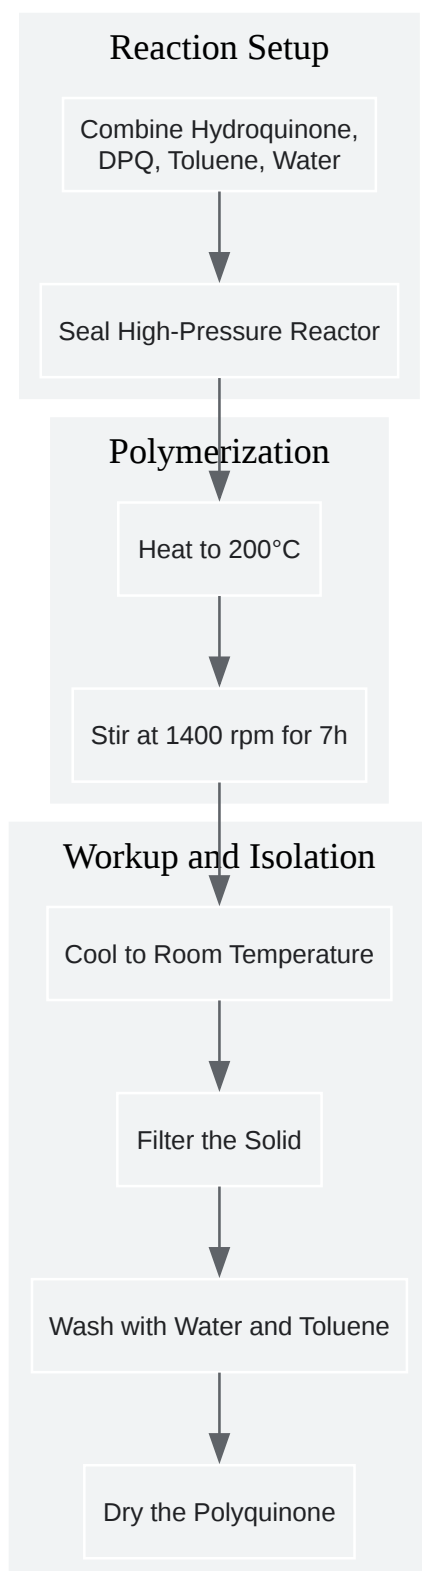 Reaction Setup
Combine Hydroquinone,
DPQ, Toluene, Water
Seal High-Pressure Reactor
Polymerization
Heat to 200°C
Stir at 1400 rpm for 7h
Workup and Isolation
Cool to Room Temperature
Filter the Solid
Wash with Water and Toluene
Dry the Polyquinone